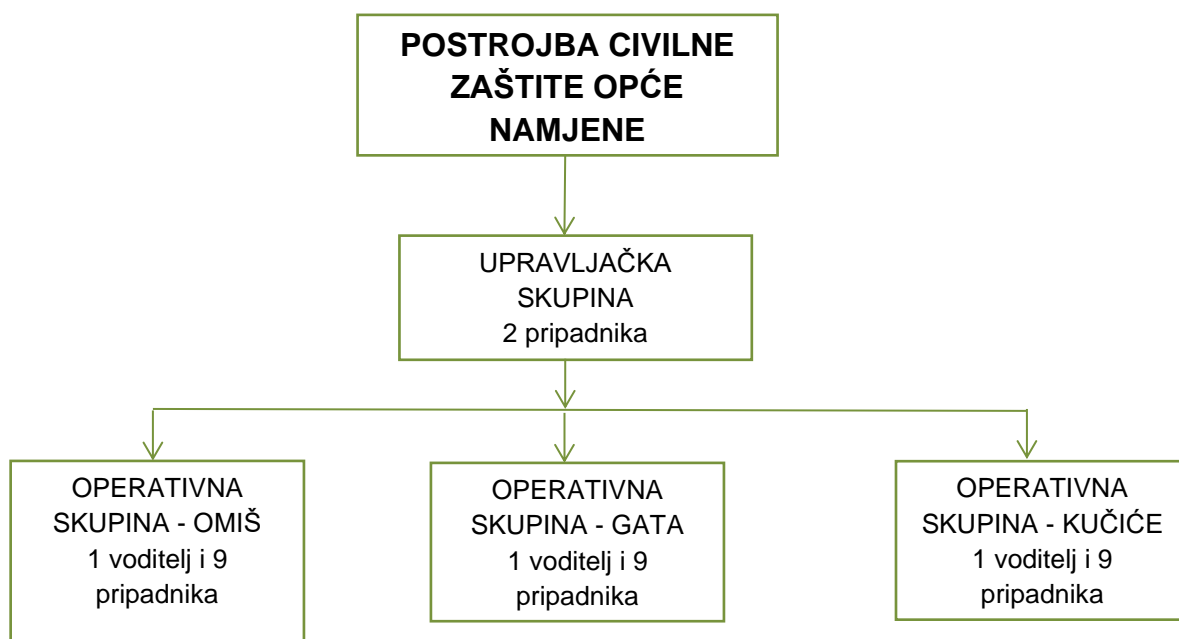 POSTROJBA CIVILNE
ZAŠTITE OPĆE
NAMJENE
UPRAVLJAČKA
SKUPINA
2 pripadnika
OPERATIVNA
SKUPINA - OMIŠ
1 voditelj i 9
pripadnika
OPERATIVNA
SKUPINA - GATA
1 voditelj i 9
pripadnika
OPERATIVNA
SKUPINA - KUČIĆE
1 voditelj i 9
pripadnika